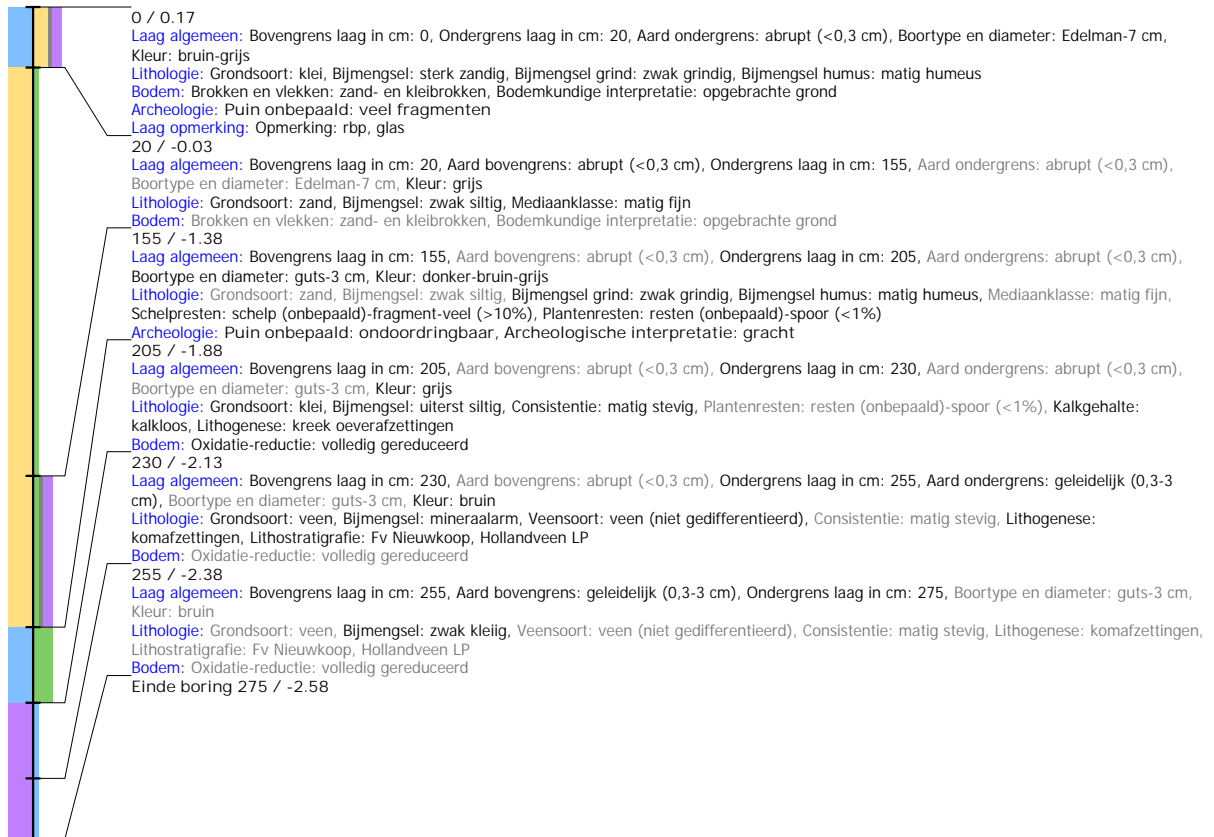 0 / 0.17
Laag algemeen: Bovengrens laag in cm: 0, Ondergrens laag in cm: 20, Aard ondergrens: abrupt (<0,3 cm), Boortype en diameter: Edelman-7 cm,
Kleur: bruin-grijs
Lithologie: Grondsoort: klei, Bijmengsel: sterk zandig, Bijmengsel grind: zwak grindig, Bijmengsel humus: matig humeus
Bodem: Brokken en vlekken: zand- en kleibrokken, Bodemkundige interpretatie: opgebrachte grond
Archeologie: Puin onbepaald: veel fragmenten
Laag opmerking: Opmerking: rbp, glas
20 / -0.03
Laag algemeen: Bovengrens laag in cm: 20, Aard bovengrens: abrupt (<0,3 cm), Ondergrens laag in cm: 155, Aard ondergrens: abrupt (<0,3 cm),
Boortype en diameter: Edelman-7 cm, Kleur: grijs
Lithologie: Grondsoort: zand, Bijmengsel: zwak siltig, Mediaanklasse: matig fijn
Bodem: Brokken en vlekken: zand- en kleibrokken, Bodemkundige interpretatie: opgebrachte grond
155 / -1.38
Laag algemeen: Bovengrens laag in cm: 155, Aard bovengrens: abrupt (<0,3 cm), Ondergrens laag in cm: 205, Aard ondergrens: abrupt (<0,3 cm),
Boortype en diameter: guts-3 cm, Kleur: donker-bruin-grijs
Lithologie: Grondsoort: zand, Bijmengsel: zwak siltig, Bijmengsel grind: zwak grindig, Bijmengsel humus: matig humeus, Mediaanklasse: matig fijn,
Schelpresten: schelp (onbepaald)-fragment-veel (>10%), Plantenresten: resten (onbepaald)-spoor (<1%)
Archeologie: Puin onbepaald: ondoordringbaar, Archeologische interpretatie: gracht
205 / -1.88
Laag algemeen: Bovengrens laag in cm: 205, Aard bovengrens: abrupt (<0,3 cm), Ondergrens laag in cm: 230, Aard ondergrens: abrupt (<0,3 cm),
Boortype en diameter: guts-3 cm, Kleur: grijs
Lithologie: Grondsoort: klei, Bijmengsel: uiterst siltig, Consistentie: matig stevig, Plantenresten: resten (onbepaald)-spoor (<1%), Kalkgehalte:
kalkloos, Lithogenese: kreek oeverafzettingen
Bodem: Oxidatie-reductie: volledig gereduceerd
230 / -2.13
Laag algemeen: Bovengrens laag in cm: 230, Aard bovengrens: abrupt (<0,3 cm), Ondergrens laag in cm: 255, Aard ondergrens: geleidelijk (0,3-3
cm), Boortype en diameter: guts-3 cm, Kleur: bruin
Lithologie: Grondsoort: veen, Bijmengsel: mineraalarm, Veensoort: veen (niet gedifferentieerd), Consistentie: matig stevig, Lithogenese:
komafzettingen, Lithostratigrafie: Fv Nieuwkoop, Hollandveen LP
Bodem: Oxidatie-reductie: volledig gereduceerd
255 / -2.38
Laag algemeen: Bovengrens laag in cm: 255, Aard bovengrens: geleidelijk (0,3-3 cm), Ondergrens laag in cm: 275, Boortype en diameter: guts-3 cm,
Kleur: bruin
Lithologie: Grondsoort: veen, Bijmengsel: zwak kleiig, Veensoort: veen (niet gedifferentieerd), Consistentie: matig stevig, Lithogenese: komafzettingen,
Lithostratigrafie: Fv Nieuwkoop, Hollandveen LP
Bodem: Oxidatie-reductie: volledig gereduceerd
Einde boring 275 / -2.58